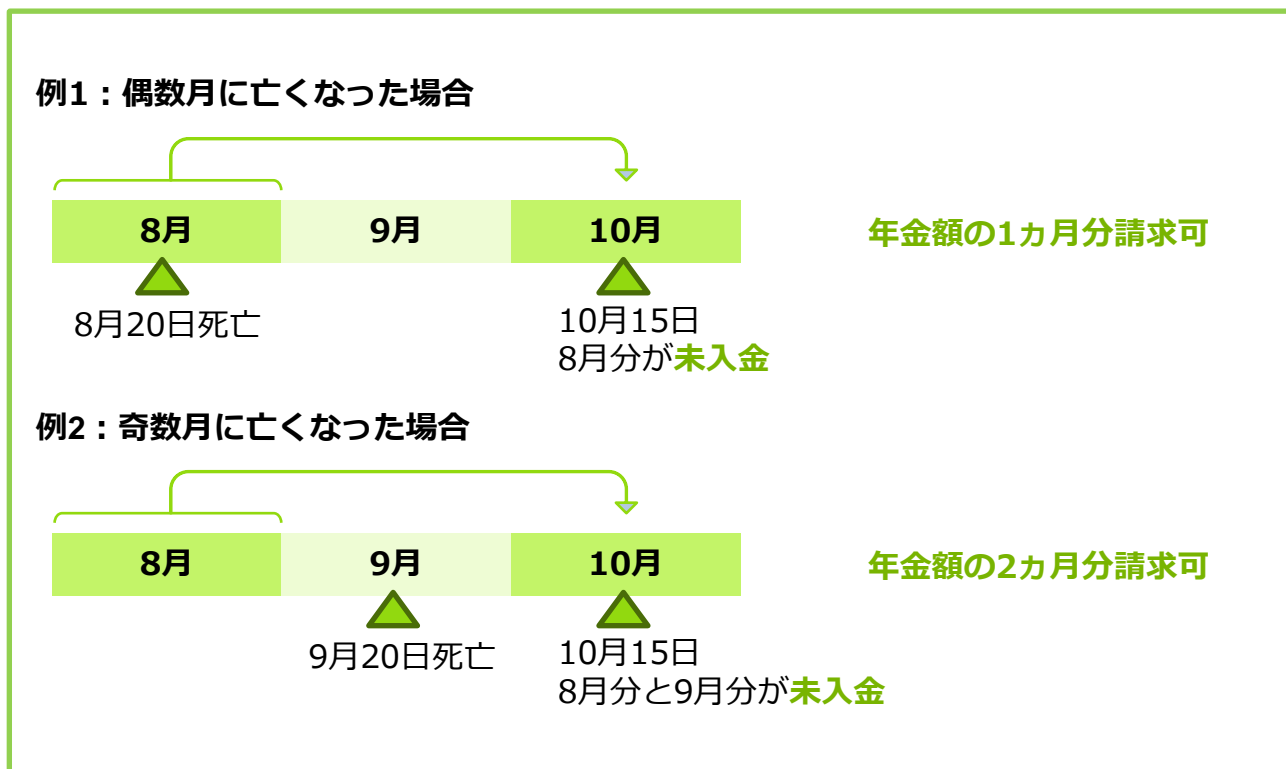 例1：偶数月に亡くなった場合
8月 9月 10月
年金額の1ヵ月分請求可
8月20日死亡
10月15日
8月分が未入金
例2：奇数月に亡くなった場合
8月 9月 10月
年金額の2ヵ月分請求可
9月20日死亡
10月15日
8月分と9月分が未入金